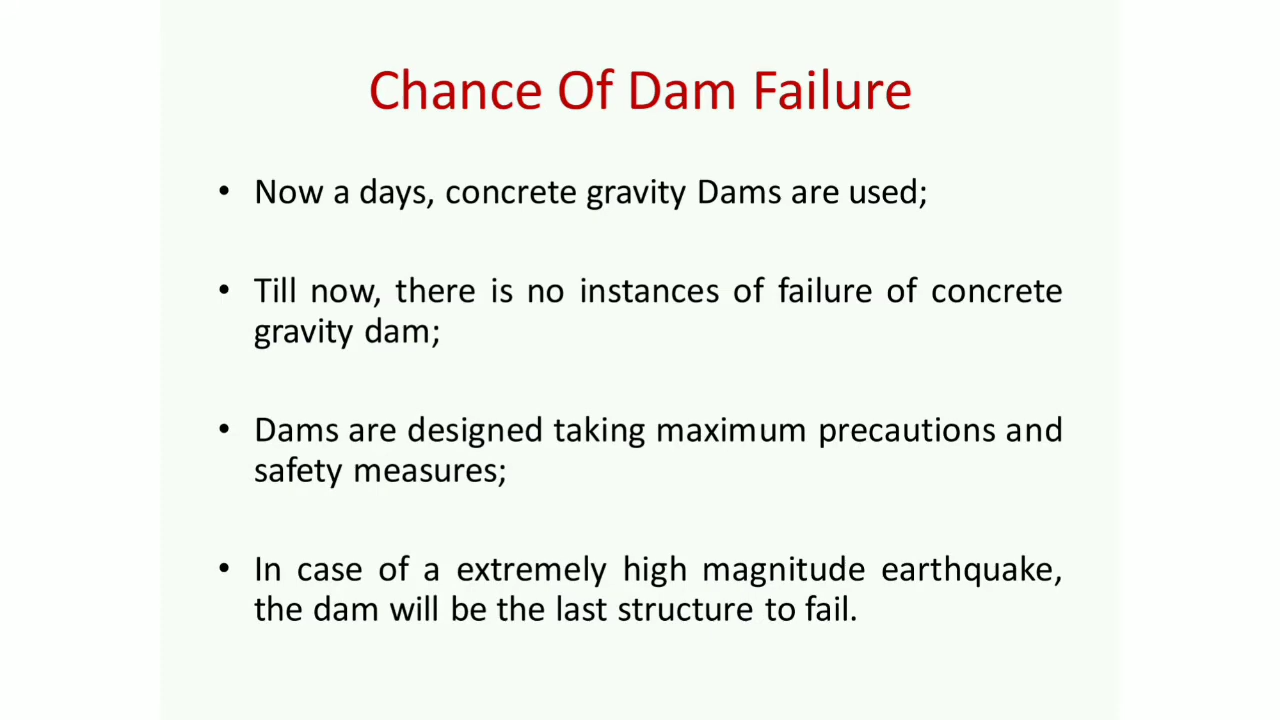 Chance Of Dam Failure
• Now a days, concrete gravity Dams are used;
• Till now, there is no instances of failure of concrete
gravity dam;
• Dams are designed taking maximum precautions and
safety measures;
• In case of a extremely high magnitude earthquake,
the dam will be the last structure to fail.